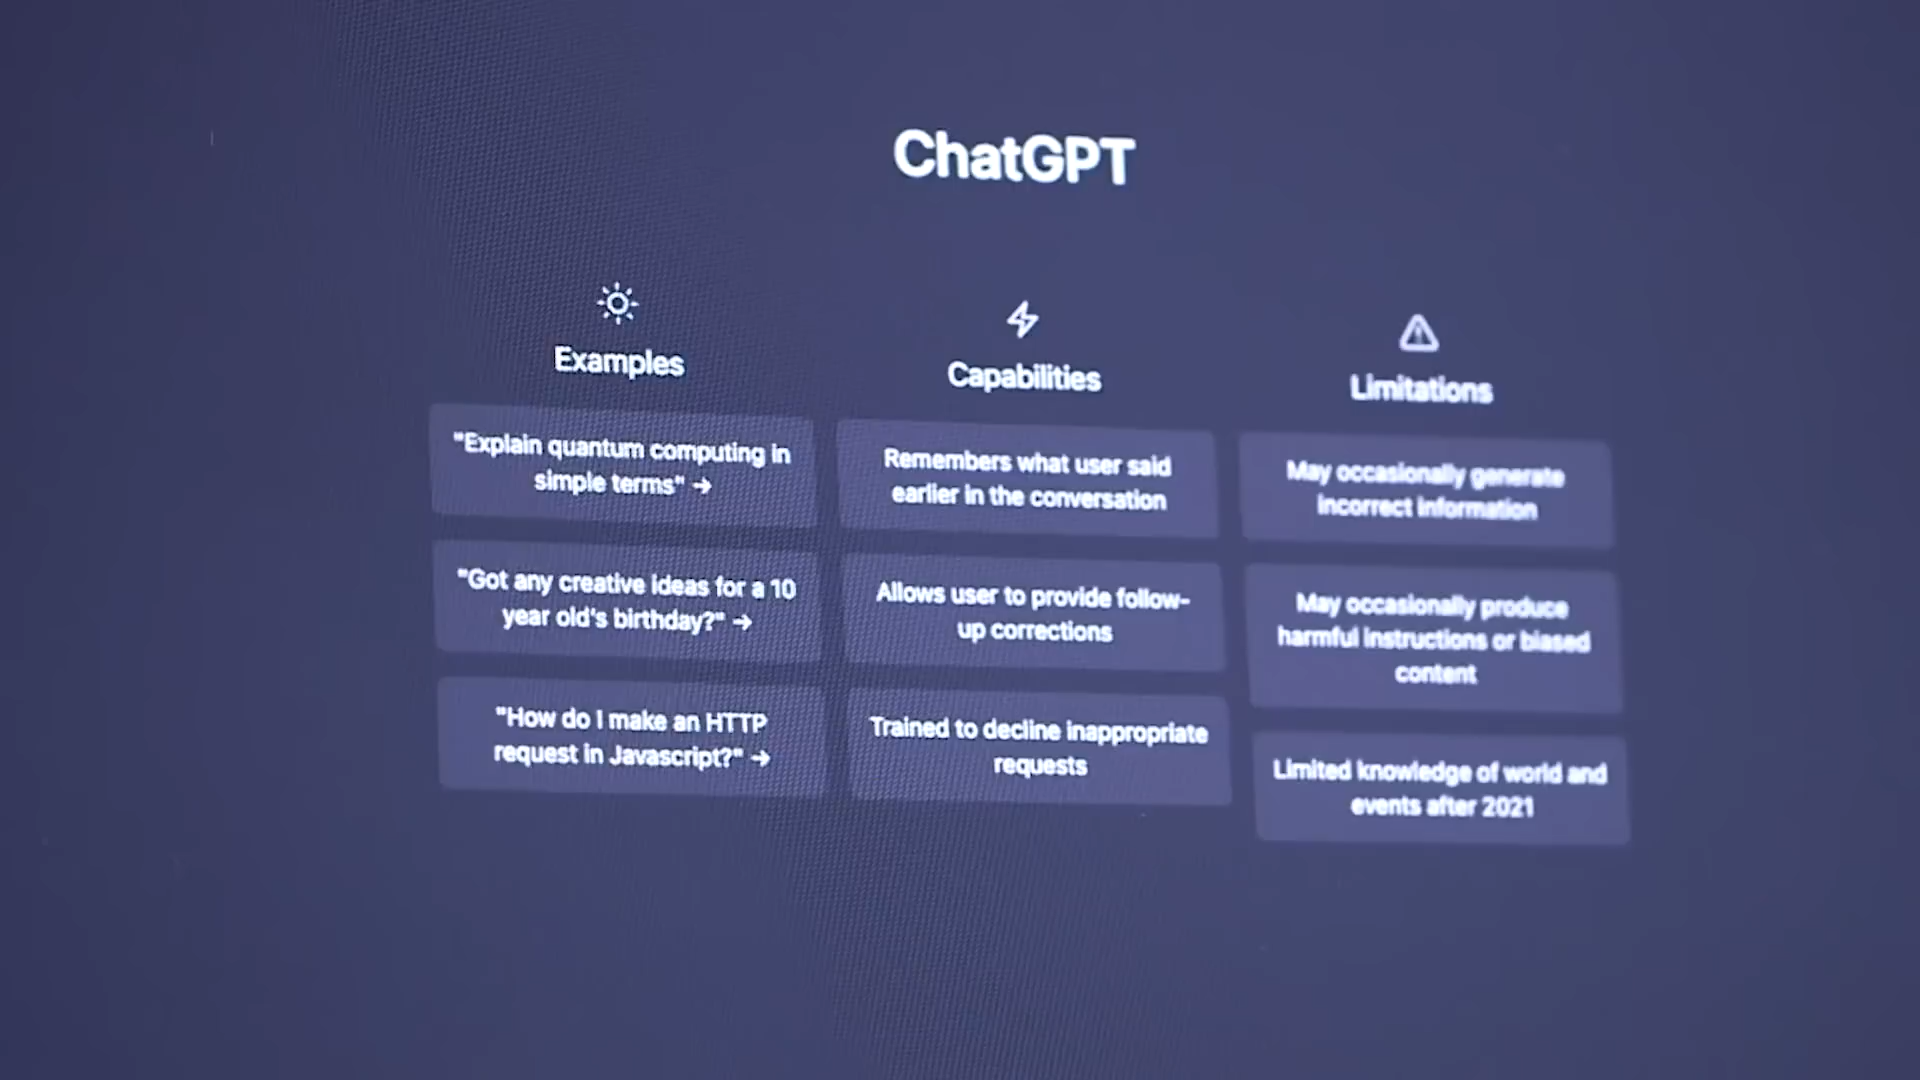 ChatGPT
Examples
"Explain quantum computing in
simple terms" →
"Got any creative ideas for a 10
year old's birthday?" →
"How do I make an HTTP
request in Javascript?" →
Capabilities
Remembers what user said
earlier in the conversation
Allows user to provide follow-
up corrections
Trained to decline inappropriate
requests
Limitations
May occasionally generate
incorrect information
May occasionally produce
harmful instructions or biased
content
Limited knowledge of world and
events after 2021